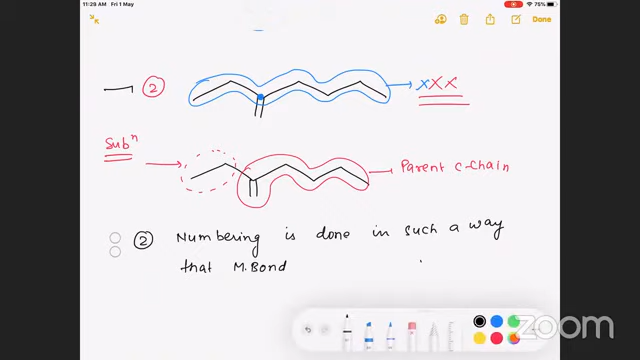 11:29 AM Fri 1 May
75%
Done
2
xXX
Subⁿ
Parent C-Chain
2 Numbering is done in such a way
that M.Bond
zoom